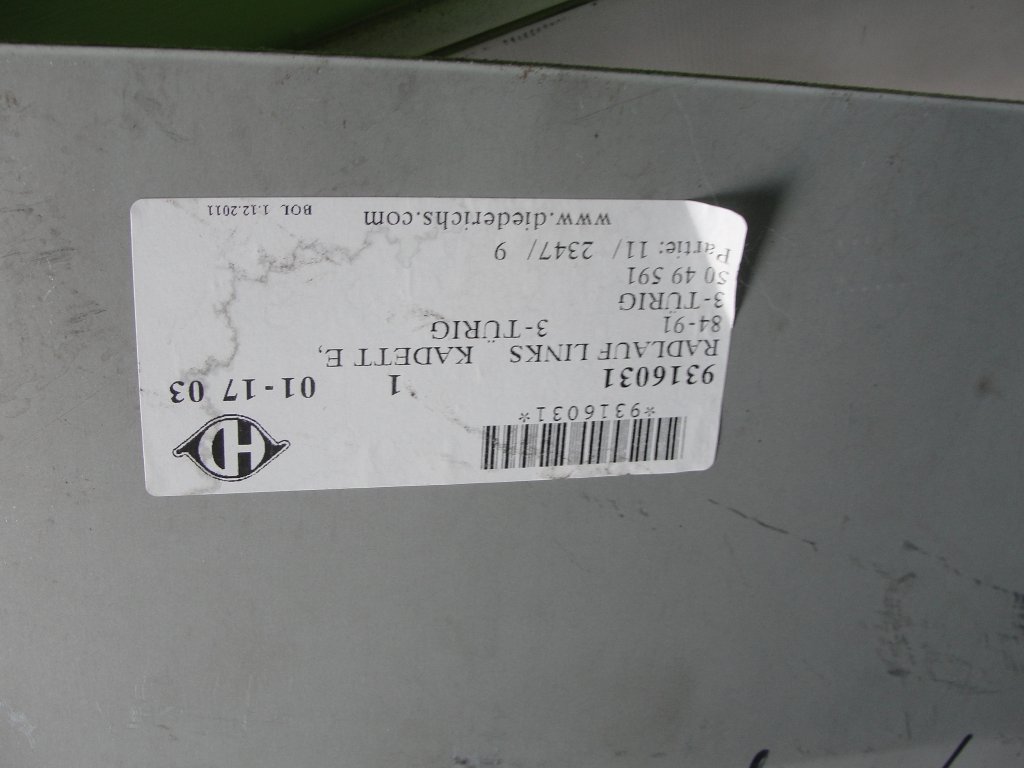 HD
*9316031*
9316031 1 01-17 03
RADLAUF LINKS KADETT E,
84-91 3-TÜRIG
3-TÜRIG
50 49 591
Partie: 11/ 2347/ 9
www.diederichs.com BOL 1.12.2011